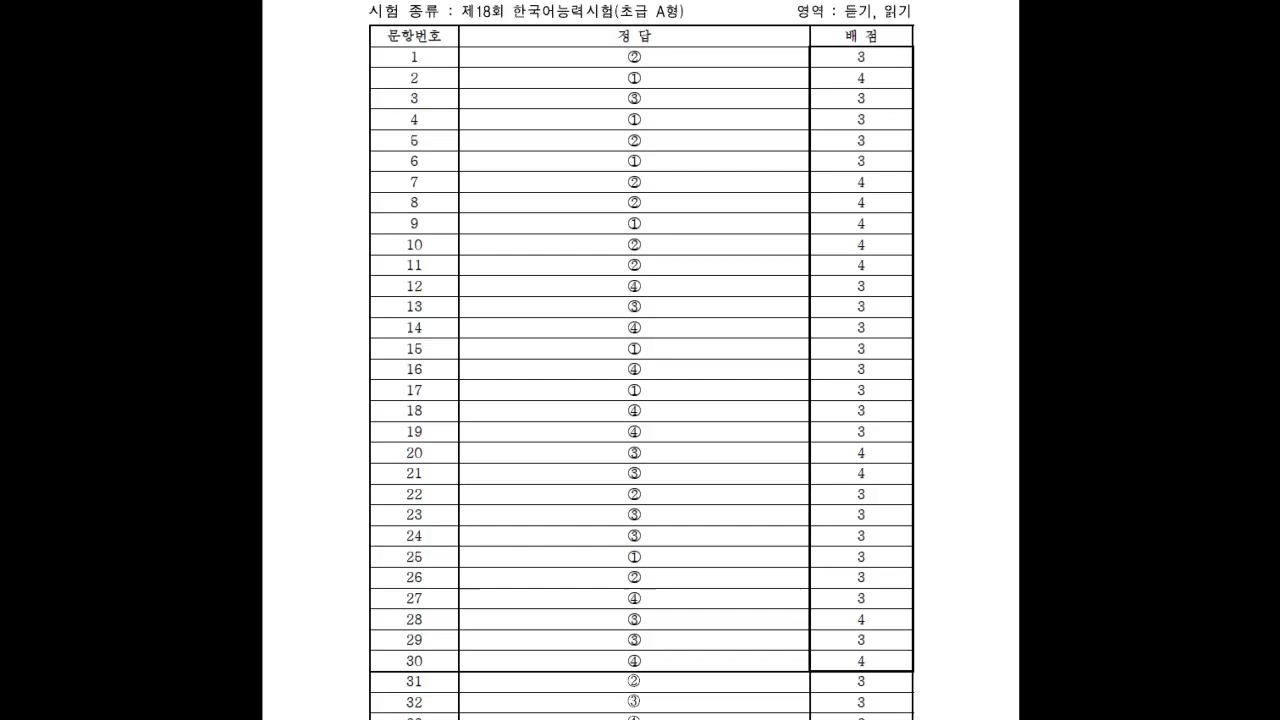 시험 종류 : 제18회 한국어능력시험(초급 A형) 영역 : 듣기, 읽기
문항번호 정 답 배 점
1 ② 3
2 ① 4
3 ③ 3
4 ① 3
5 ② 3
6 ① 3
7 ② 4
8 ② 4
9 ① 4
10 ② 4
11 ② 4
12 ④ 3
13 ③ 3
14 ④ 3
15 ① 3
16 ④ 3
17 ① 3
18 ④ 3
19 ④ 3
20 ③ 4
21 ③ 4
22 ② 3
23 ③ 3
24 ③ 3
25 ① 3
26 ② 3
27 ④ 3
28 ③ 4
29 ③ 3
30 ④ 4
31 ② 3
32 ③ 3